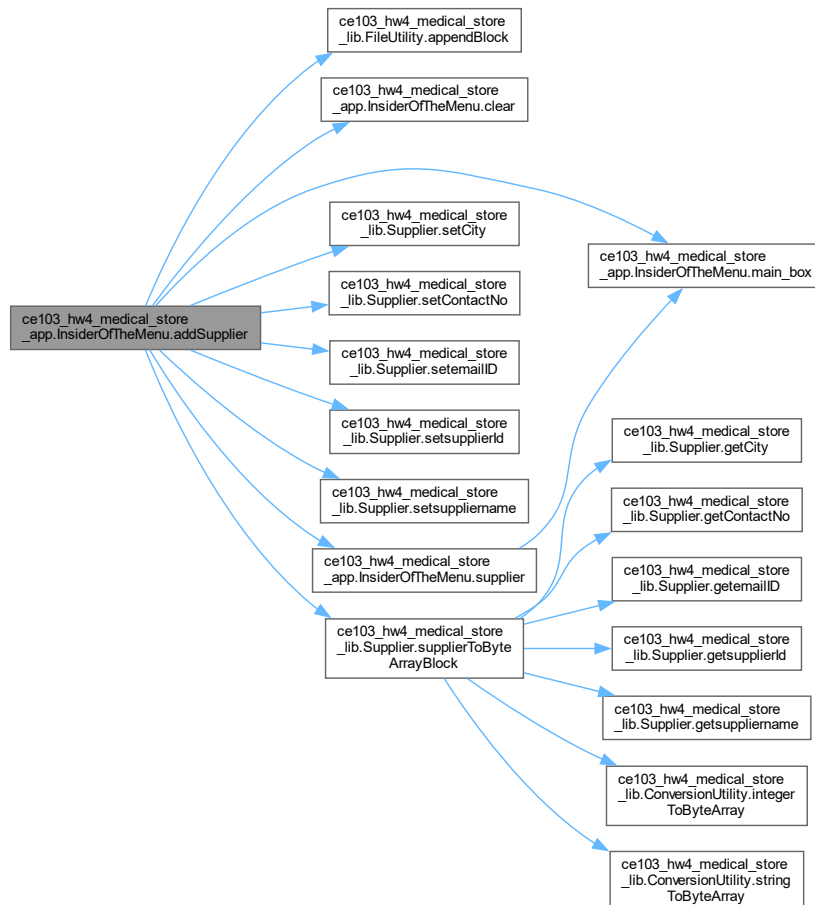 ce103_hw4_medical_store
_lib.FileUtility.appendBlock
ce103_hw4_medical_store
_app.InsiderOfTheMenu.clear
ce103_hw4_medical_store
_lib.Supplier.setCity
ce103_hw4_medical_store
_app.InsiderOfTheMenu.main_box
ce103_hw4_medical_store
_lib.Supplier.setContactNo
ce103_hw4_medical_store
_app.InsiderOfTheMenu.addSupplier
ce103_hw4_medical_store
_lib.Supplier.setemailID
ce103_hw4_medical_store
_lib.Supplier.setsupplierId
ce103_hw4_medical_store
_lib.Supplier.getCity
ce103_hw4_medical_store
_lib.Supplier.setsuppliername
ce103_hw4_medical_store
_lib.Supplier.getContactNo
ce103_hw4_medical_store
_app.InsiderOfTheMenu.supplier
ce103_hw4_medical_store
_lib.Supplier.getemailID
ce103_hw4_medical_store
_lib.Supplier.supplierToByte
ArrayBlock
ce103_hw4_medical_store
_lib.Supplier.getsupplierId
ce103_hw4_medical_store
_lib.Supplier.getsuppliername
ce103_hw4_medical_store
_lib.ConversionUtility.integer
ToByteArray
ce103_hw4_medical_store
_lib.ConversionUtility.string
ToByteArray